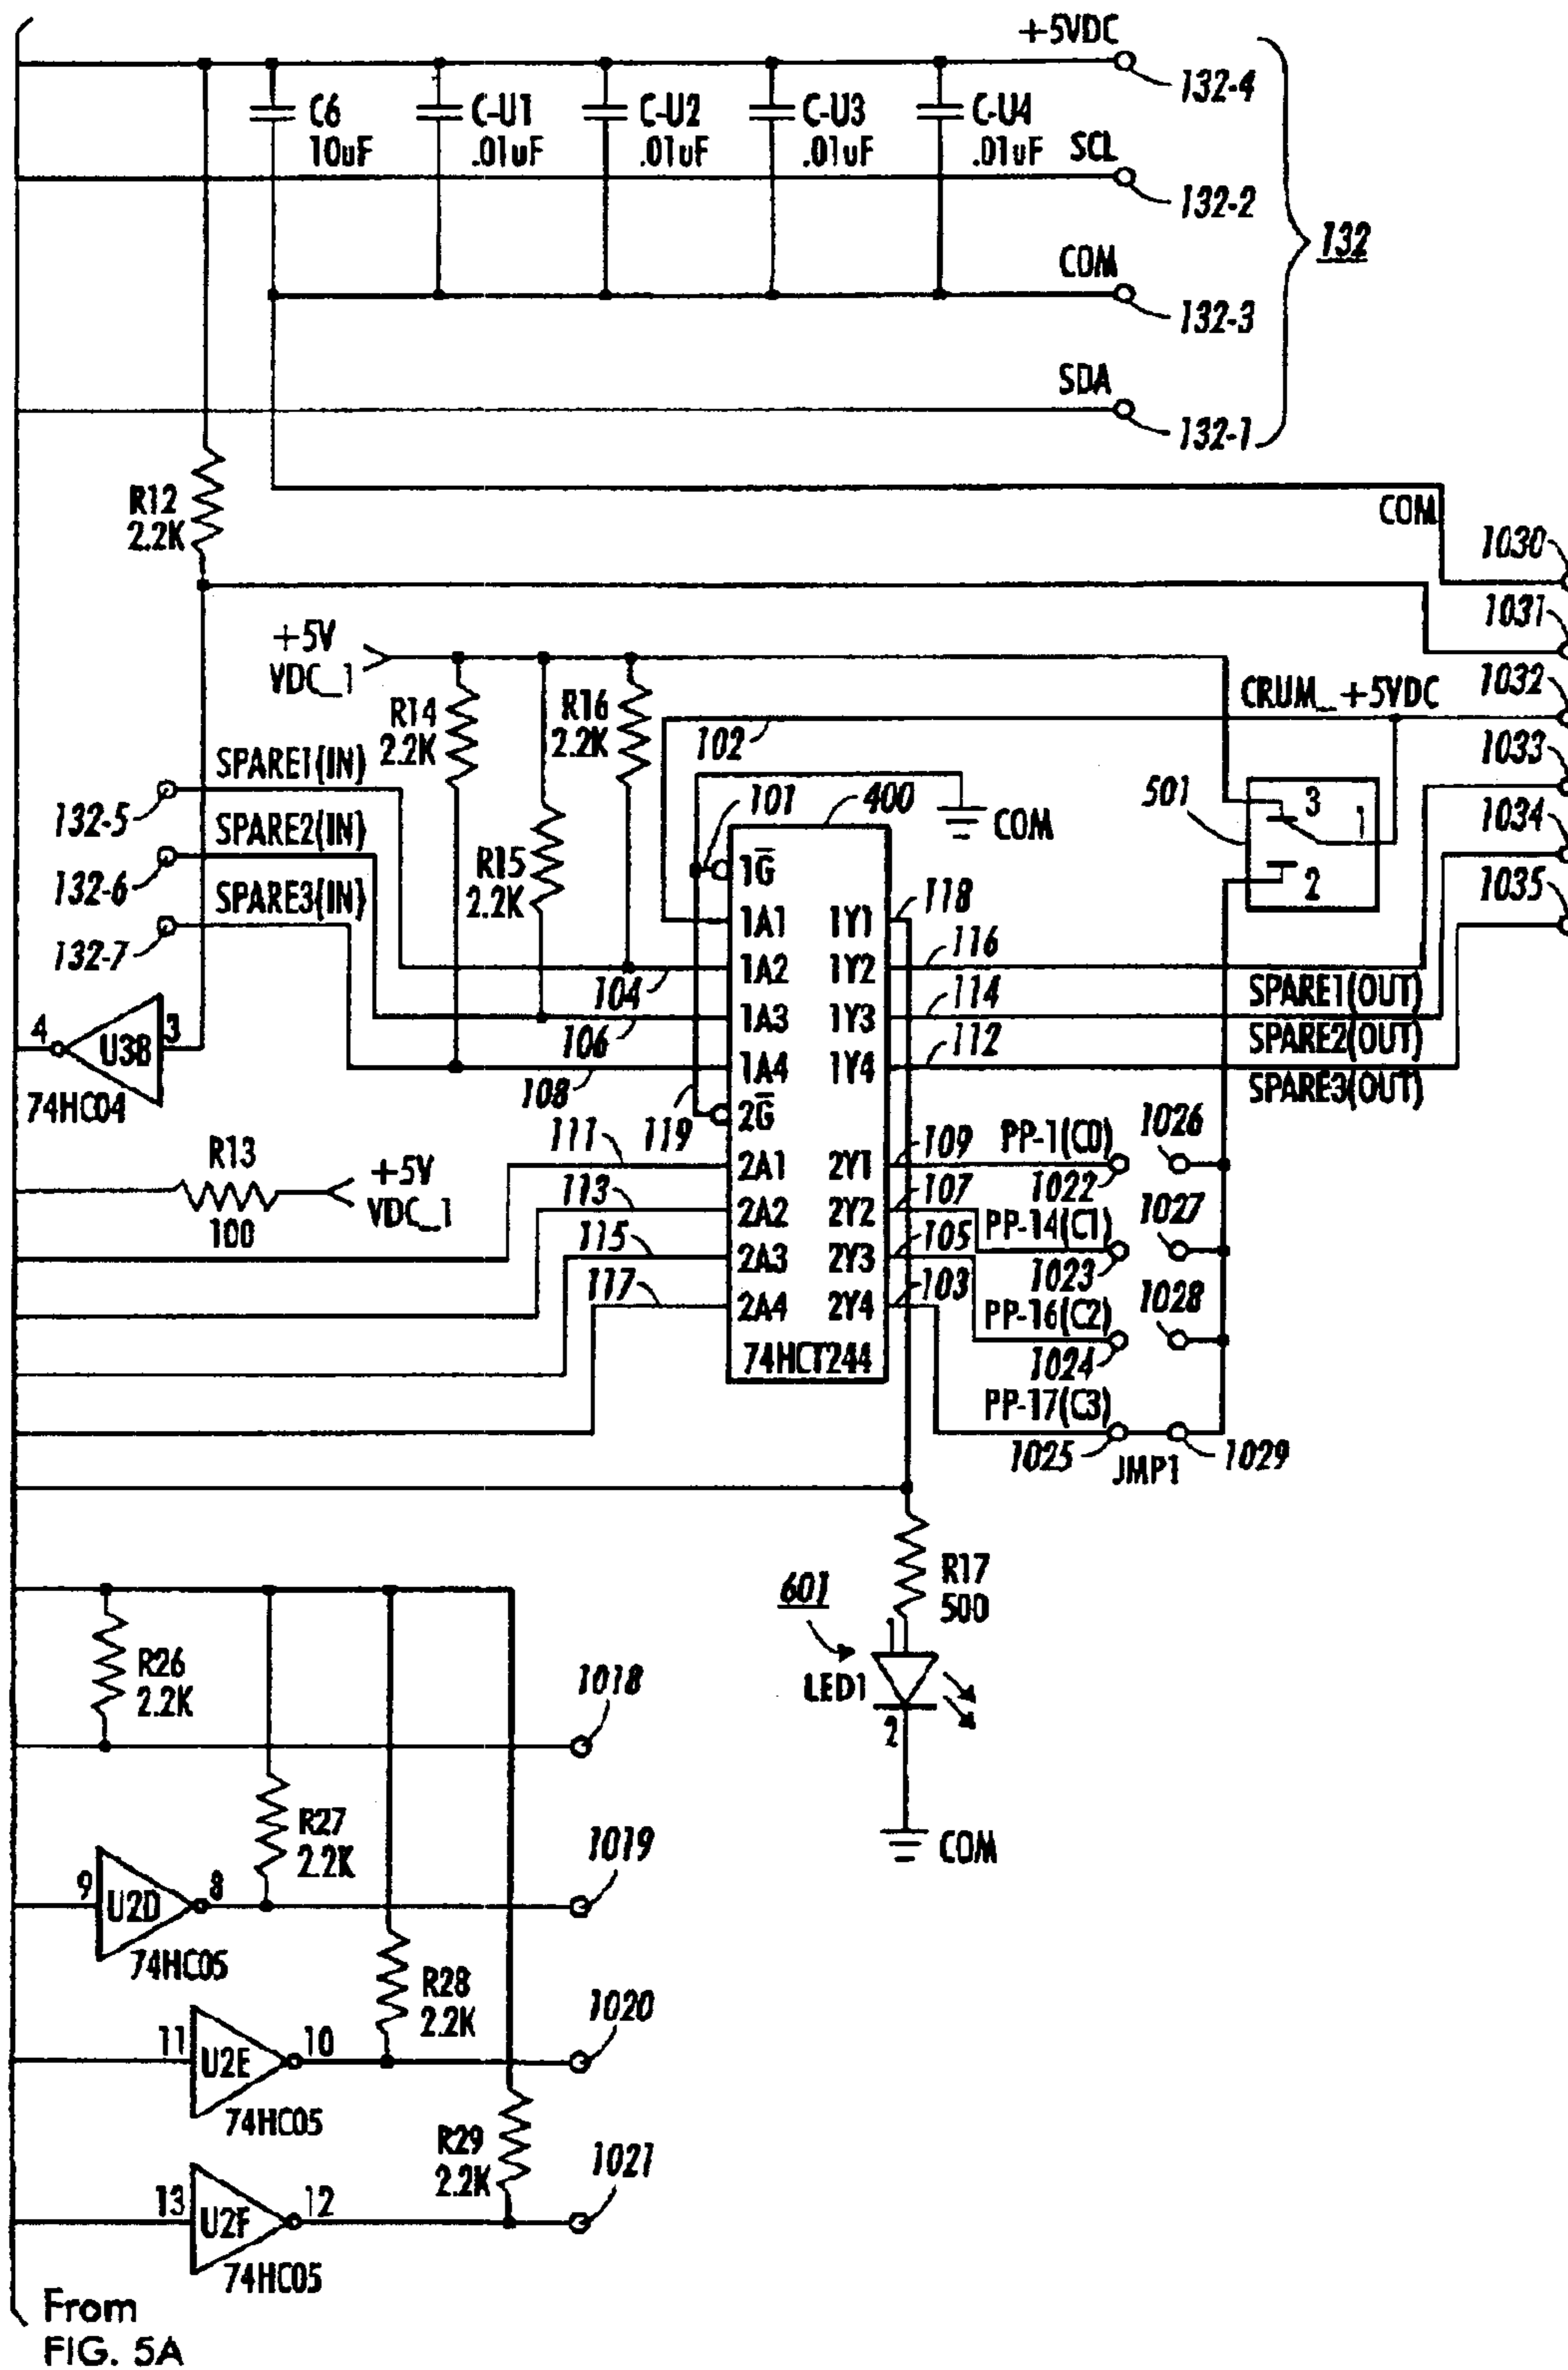 +5VDC
132-4
C6
10uF
C-U1
.01uF
C-U2
.01uF
C-U3
.01uF
C-U4
.01uF
SCL
132-2
132
COM
132-3
SDA
132-1
R12
2.2K
COM
1030
1031
+5V
VDC_1
1032
CRUM_+5VDC
R14
2.2K
R16
2.2K
102
1033
SPARE1(IN)
132-5
101
400
COM
501
3
1
2
1034
SPARE2(IN)
132-6
R15
2.2K
1035
SPARE3(IN)
132-7
1G
1A1
1Y1
118
1A2
1Y2
116
104
SPARE1(OUT)
1A3
1Y3
114
106
SPARE2(OUT)
4
U3B
3
74HC04
1A4
1Y4
112
108
SPARE3(OUT)
119
2G
111
2A1
2Y1
109
PP-1(C0)
1022
1026
R13
100
+5V
VDC_1
113
2A2
2Y2
107
PP-14(C1)
1023
1027
115
2A3
2Y3
105
PP-16(C2)
1024
1028
117
2A4
2Y4
103
74HCT244
PP-17(C3)
1025
JMP1
1029
R17
500
601
1
LED1
2
COM
R26
2.2K
1018
R27
2.2K
1019
9
U2D
8
74HC05
R28
2.2K
1020
11
U2E
10
74HC05
R29
2.2K
1021
13
U2F
12
74HC05
From
FIG. 5A